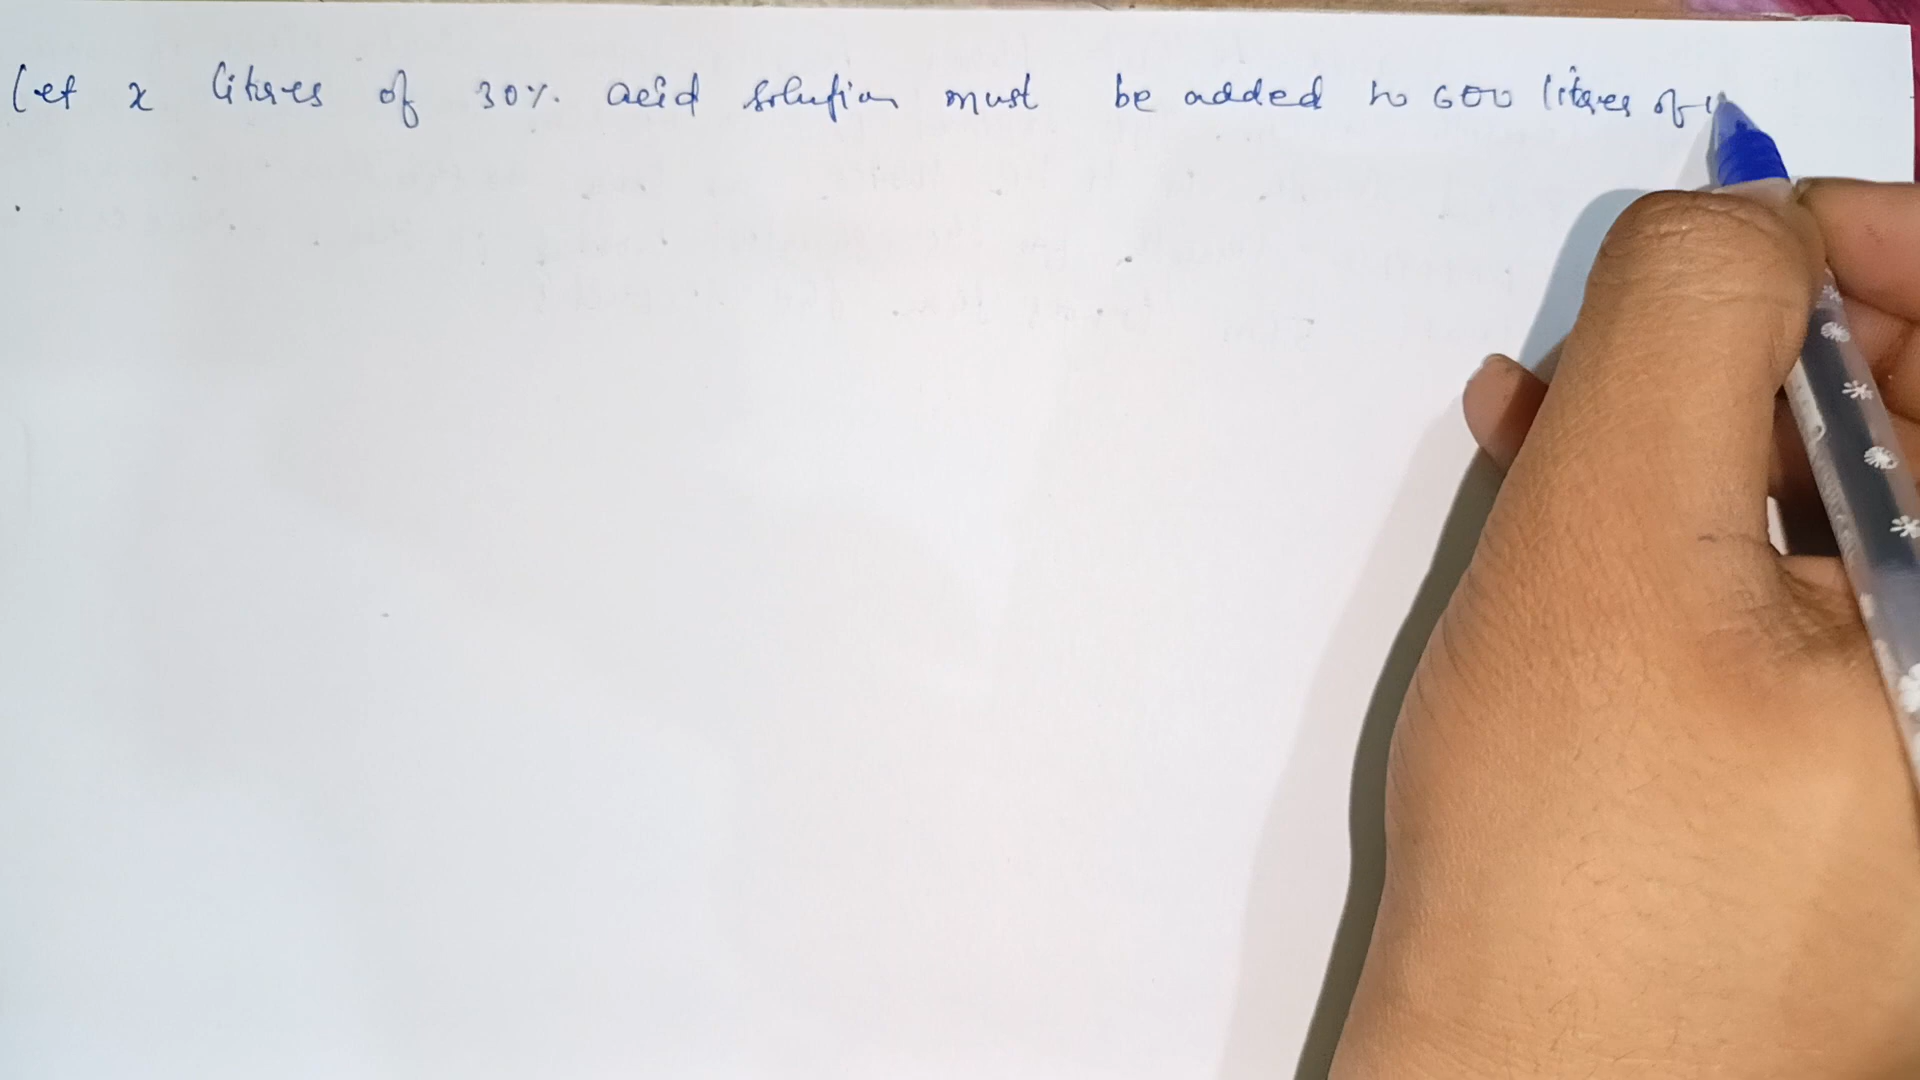 Let x litres of 30% acid solution must be added to 600 litres of